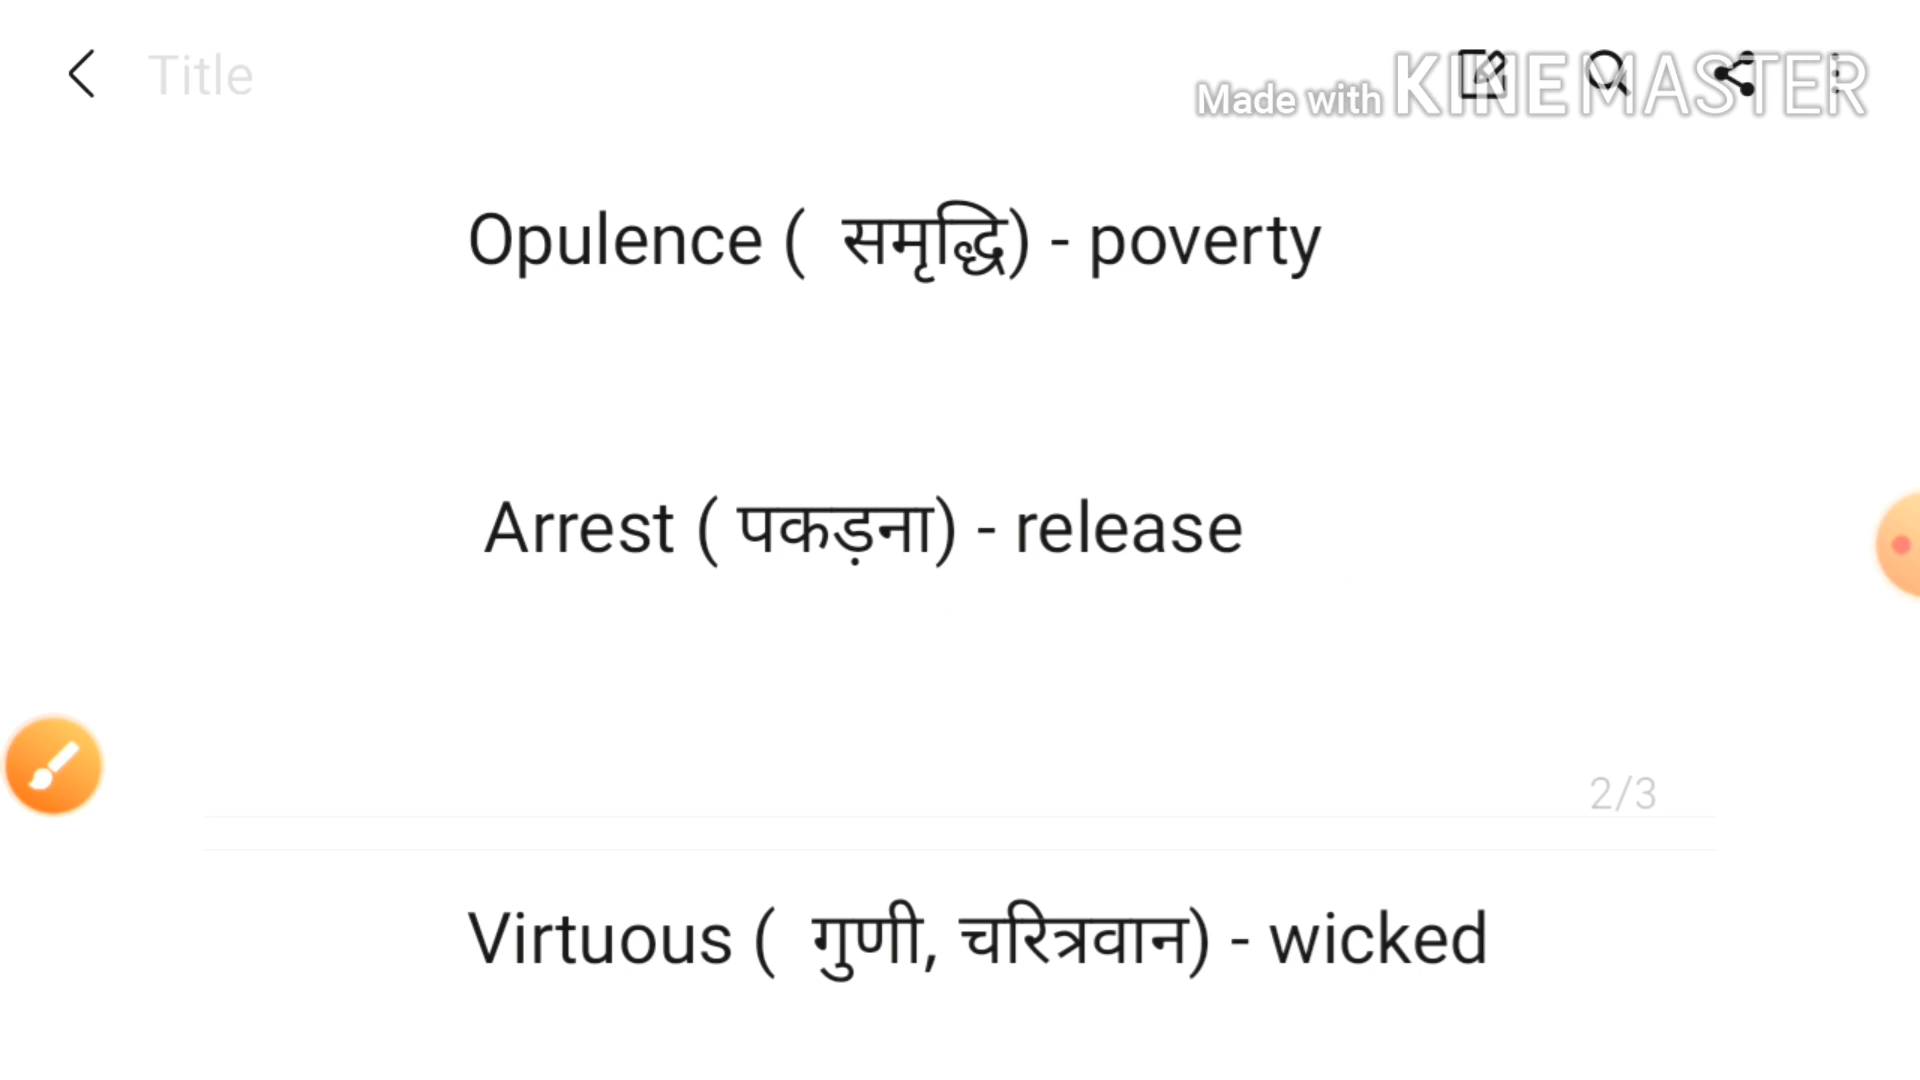 Title
Made with KINEMASTER
Opulence ( समृद्धि) - poverty
Arrest ( पकड़ना) - release
2/3
Virtuous ( गुणी, चरित्रवान) - wicked